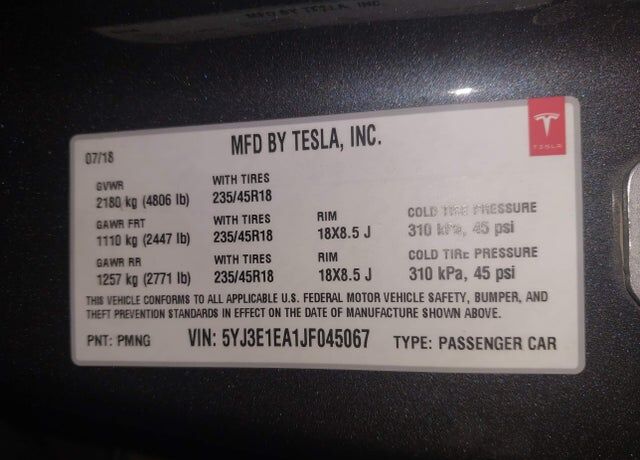 MFD BY TESLA, INC.
TESLA
07/18
GVWR WITH TIRES
2180 kg (4806 lb) 235/45R18
GAWR FRT WITH TIRES RIM COLD TIRE PRESSURE
1110 kg (2447 lb) 235/45R18 18X8.5 J 310 kPa, 45 psi
GAWR RR WITH TIRES RIM COLD TIRE PRESSURE
1257 kg (2771 lb) 235/45R18 18X8.5 J 310 kPa, 45 psi
THIS VEHICLE CONFORMS TO ALL APPLICABLE U.S. FEDERAL MOTOR VEHICLE SAFETY, BUMPER, AND
THEFT PREVENTION STANDARDS IN EFFECT ON THE DATE OF MANUFACTURE SHOWN ABOVE.
PNT: PMNG VIN: 5YJ3E1EA1JF045067 TYPE: PASSENGER CAR